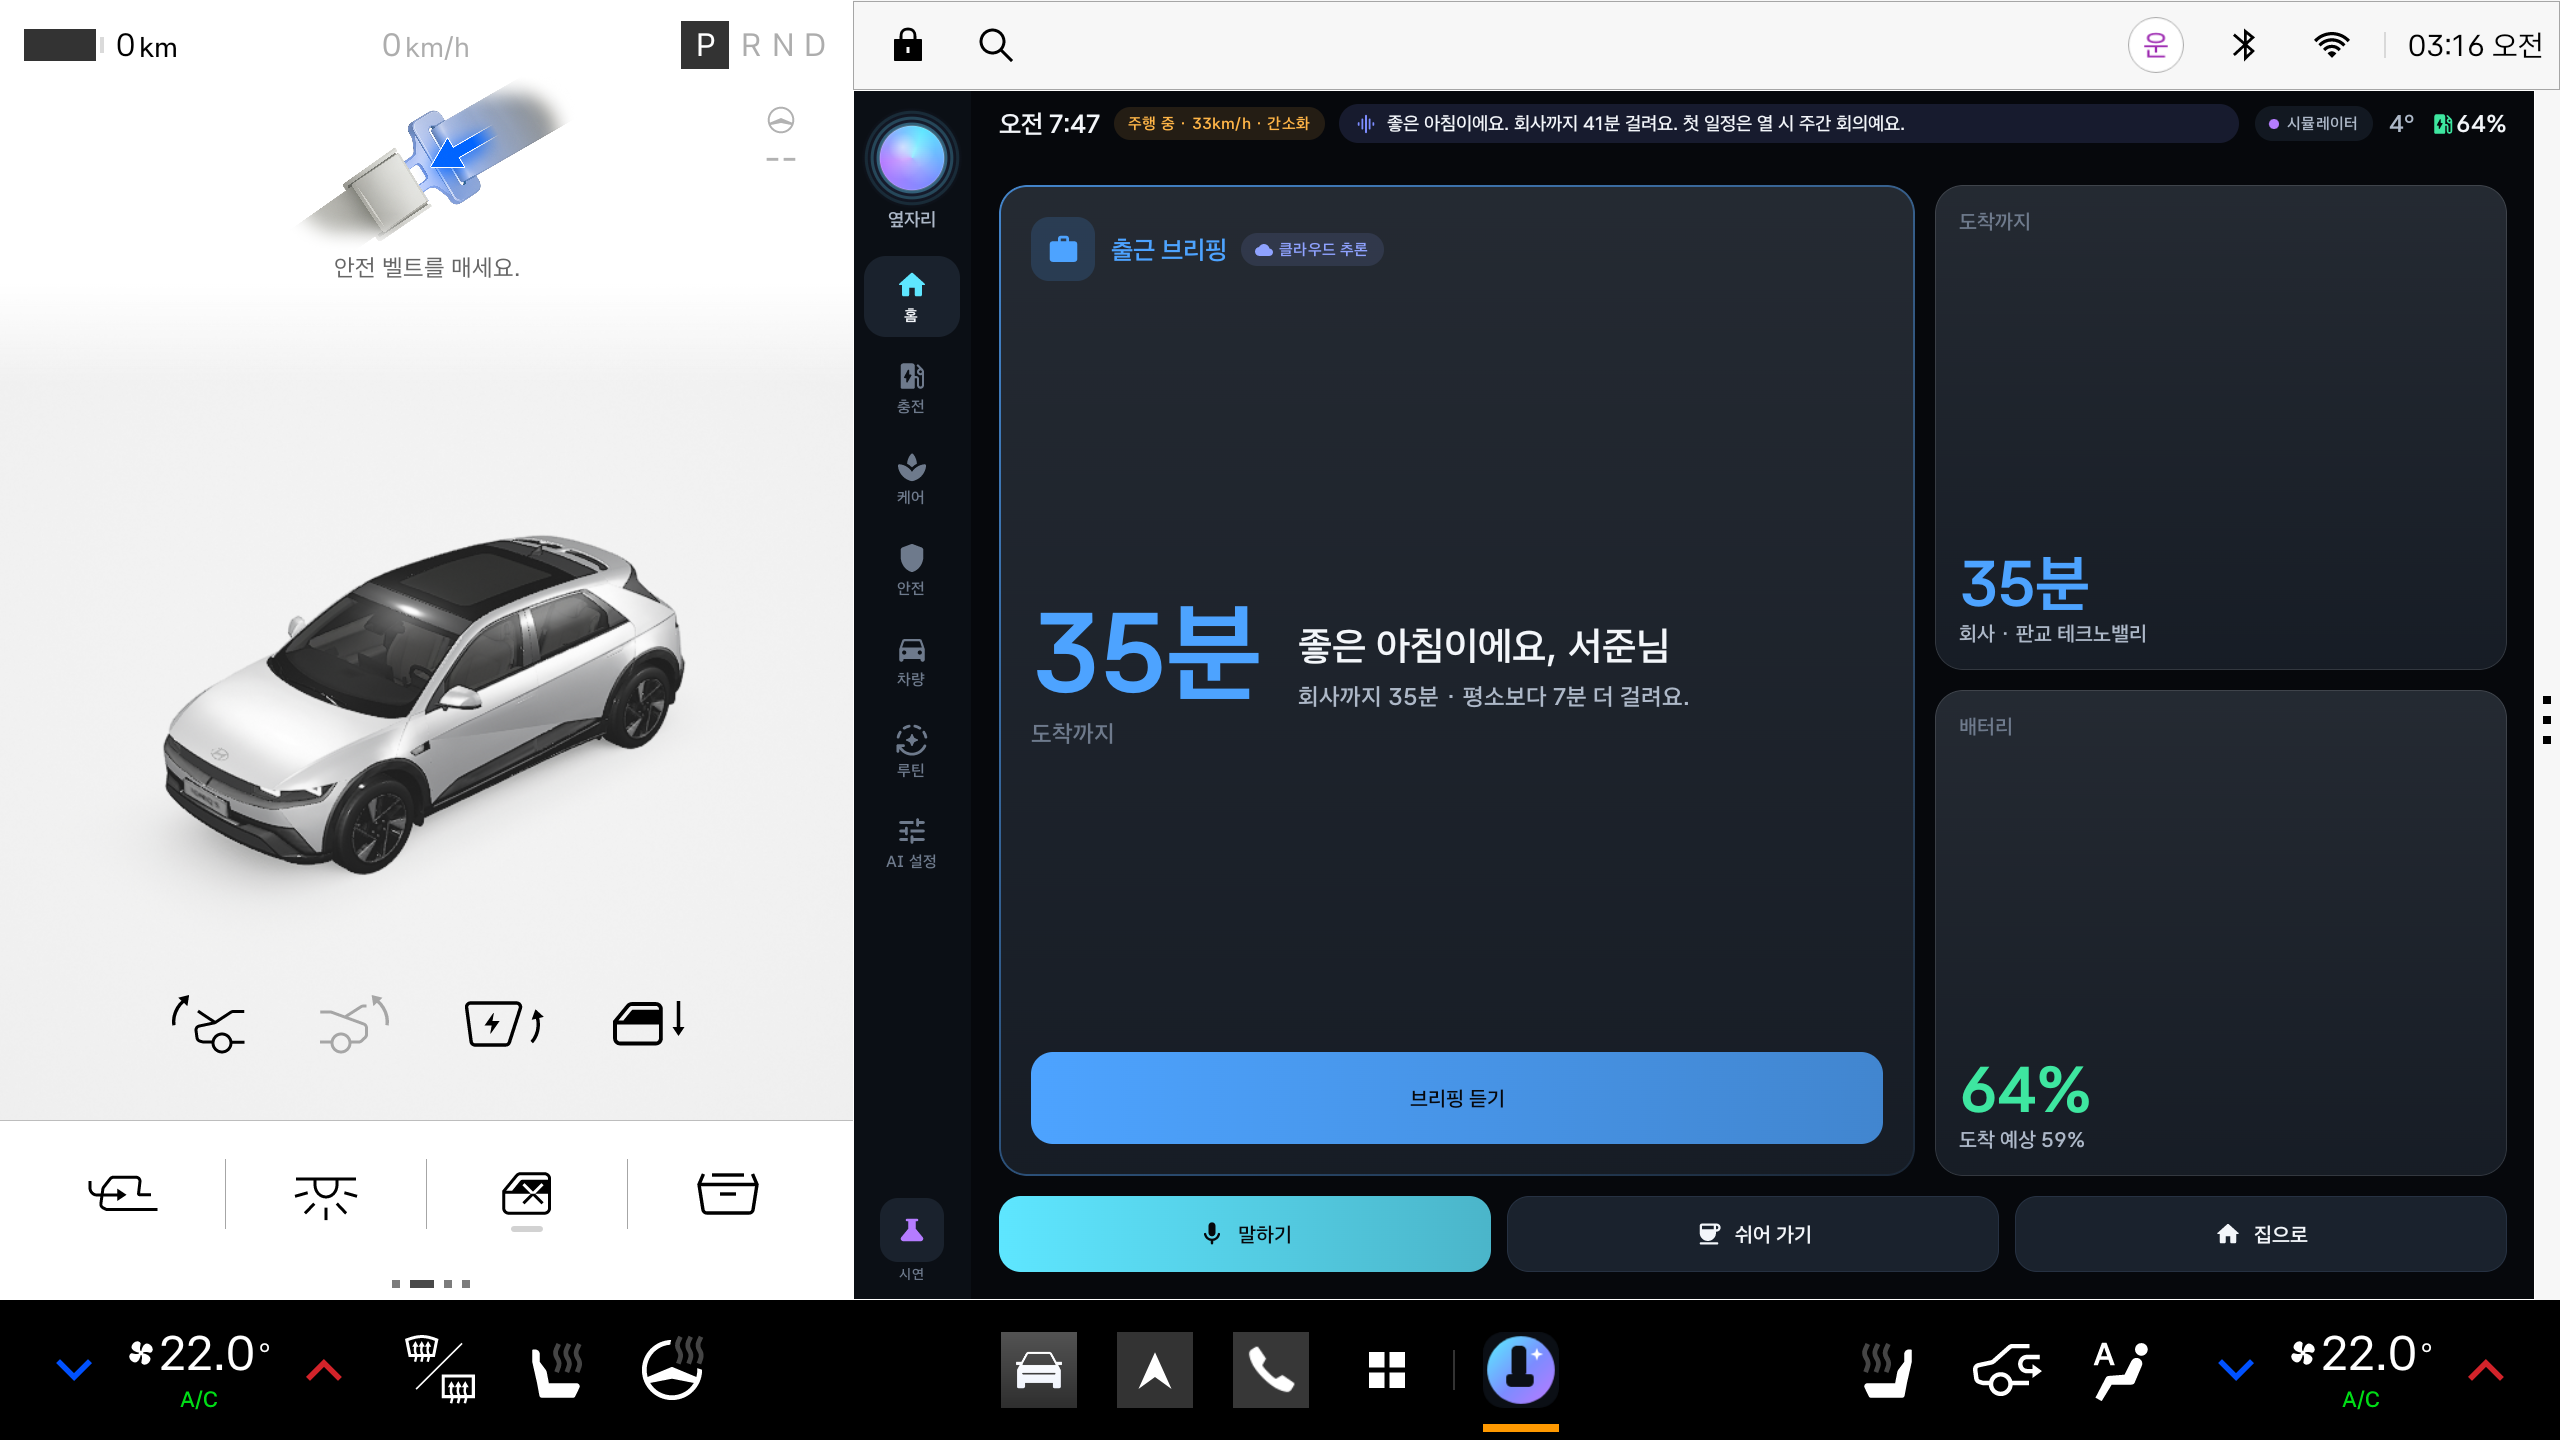 0 km
0 km/h
P R N D
안전 벨트를 매세요.
운
03:16 오전
옆자리
홈
충전
케어
안전
차량
루틴
AI 설정
시연
오전 7:47
주행 중 · 33km/h · 간소화
좋은 아침이에요. 회사까지 41분 걸려요. 첫 일정은 열 시 주간 회의예요.
시뮬레이터
4°
64%
출근 브리핑
클라우드 추론
35분
도착까지
좋은 아침이에요, 서준님
회사까지 35분 · 평소보다 7분 더 걸려요.
브리핑 듣기
도착까지
35분
회사 · 판교 테크노밸리
배터리
64%
도착 예상 59%
말하기
쉬어 가기
집으로
22.0°
A/C
A
22.0°
A/C